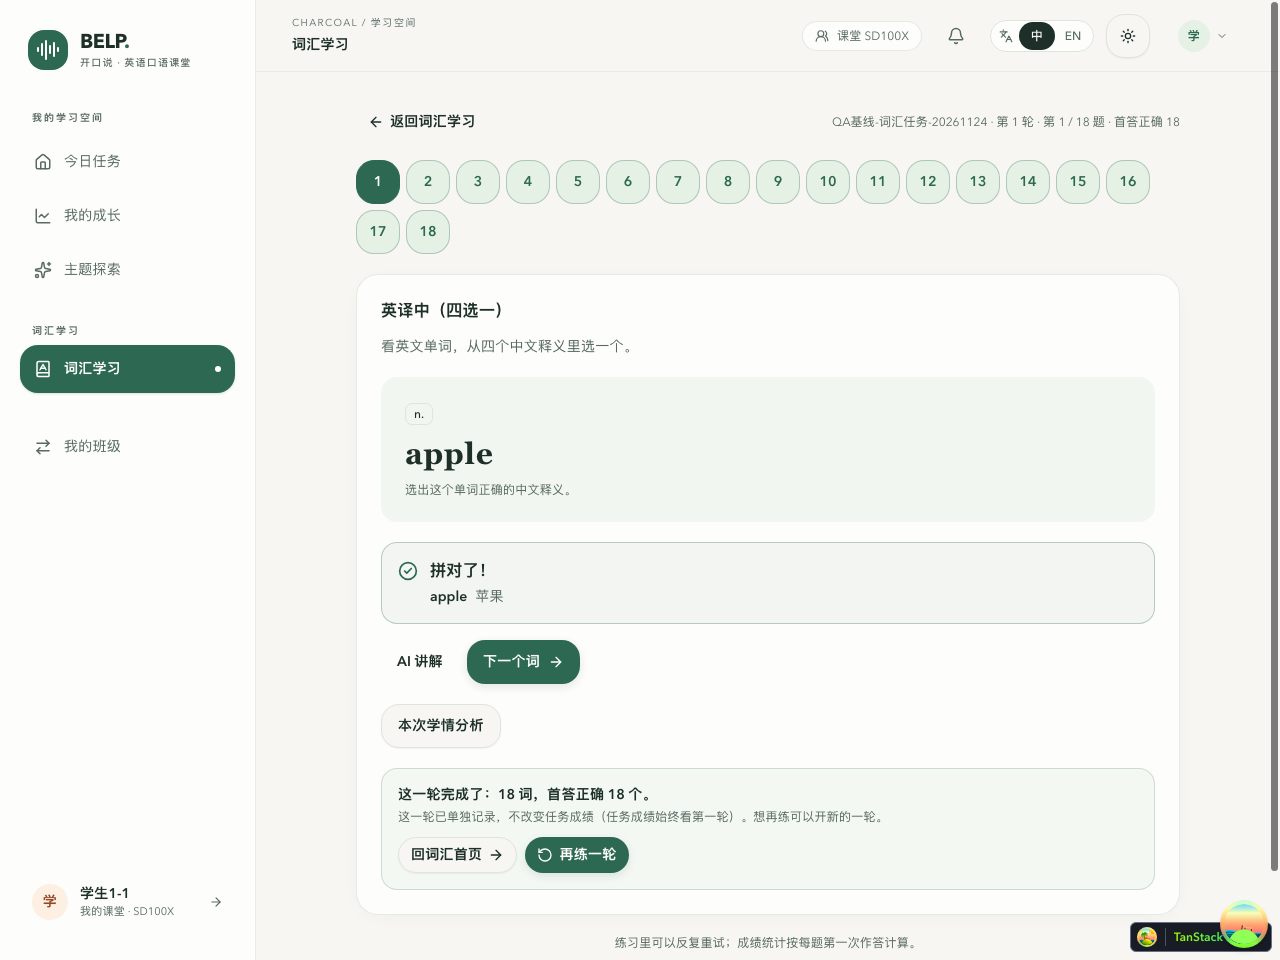 BELP.
开口说 · 英语口语课堂
我的学习空间
今日任务
我的成长
主题探索
词汇学习
词汇学习
我的班级
学
学生1-1
我的课堂 · SD100X
CHARCOAL / 学习空间
词汇学习
课堂 SD100X
中
EN
学
返回词汇学习
QA基线-词汇任务-20261124 · 第 1 轮 · 第 1 / 18 题 · 首答正确 18
1 2 3 4 5 6 7 8 9 10 11 12 13 14 15 16
17 18
英译中（四选一）
看英文单词，从四个中文释义里选一个。
n.
apple
选出这个单词正确的中文释义。
拼对了！
apple 苹果
AI 讲解
下一个词
本次学情分析
这一轮完成了：18 词，首答正确 18 个。
这一轮已单独记录，不改变任务成绩（任务成绩始终看第一轮）。想再练可以开新的一轮。
回词汇首页
再练一轮
练习里可以反复重试；成绩统计按每题第一次作答计算。
TanStack